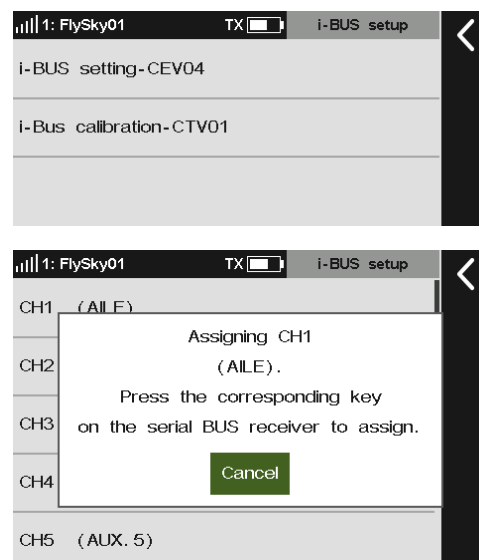 1: FlySky01 TX i-BUS setup
i-BUS setting-CEV04
i-Bus calibration-CTV01
1: FlySky01 TX i-BUS setup
CH1 (AILE)
Assigning CH1
(AILE).
CH2
Press the corresponding key
CH3
on the serial BUS receiver to assign.
CH4
Cancel
CH5 (AUX. 5)